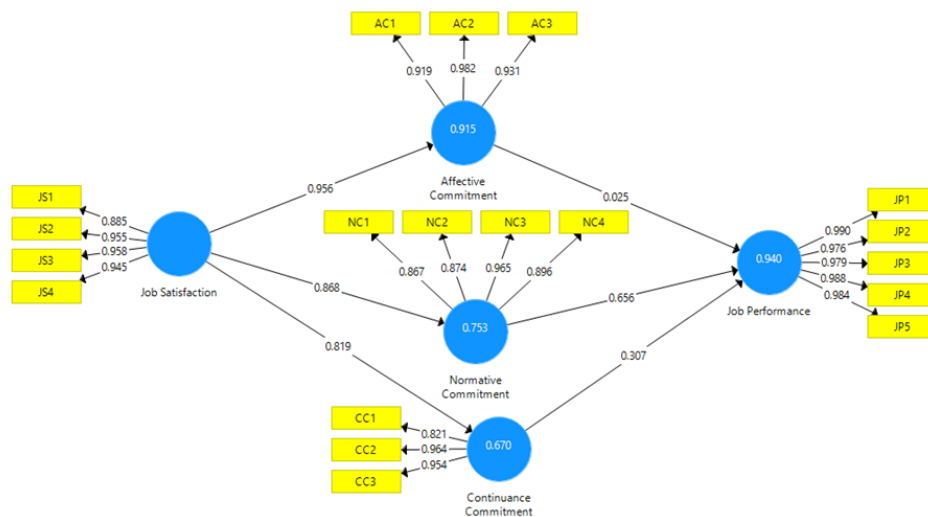 AC1 AC2 AC3
0.919 0.982 0.931
0.915
Affective
Commitment
0.956
0.025
JS1
JS2
JS3
JS4
0.885
0.955
0.958
0.945
Job Satisfaction
NC1 NC2 NC3 NC4
0.867 0.874 0.965 0.896
0.868
0.753
Normative
Commitment
0.656
JP1
JP2
JP3
JP4
JP5
0.990
0.976
0.979
0.988
0.984
0.940
Job Performance
0.819
0.307
CC1
CC2
CC3
0.821
0.964
0.954
0.670
Continuance
Commitment